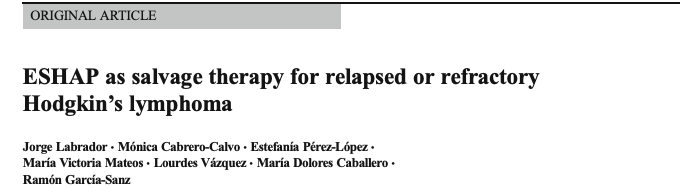 ORIGINAL ARTICLE
ESHAP as salvage therapy for relapsed or refractory
Hodgkin's lymphoma
Jorge Labrador · Mónica Cabrero-Calvo · Estefanía Pérez-López ·
María Victoria Mateos · Lourdes Vázquez · María Dolores Caballero ·
Ramón García-Sanz